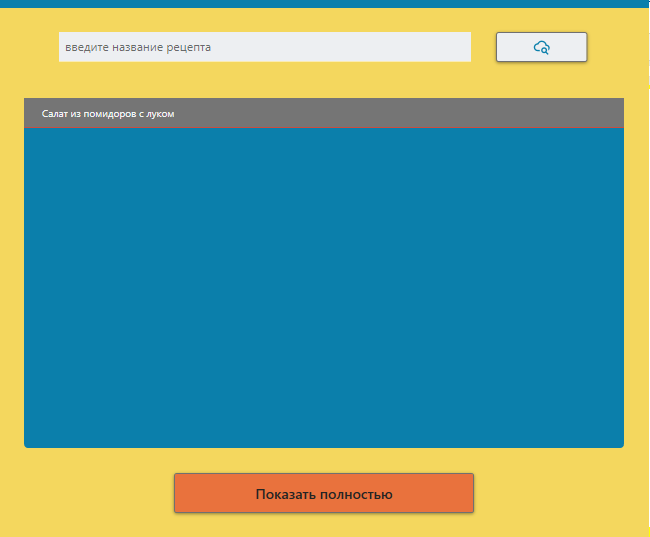 введите название рецепта
Салат из помидоров с луком
Показать полностью